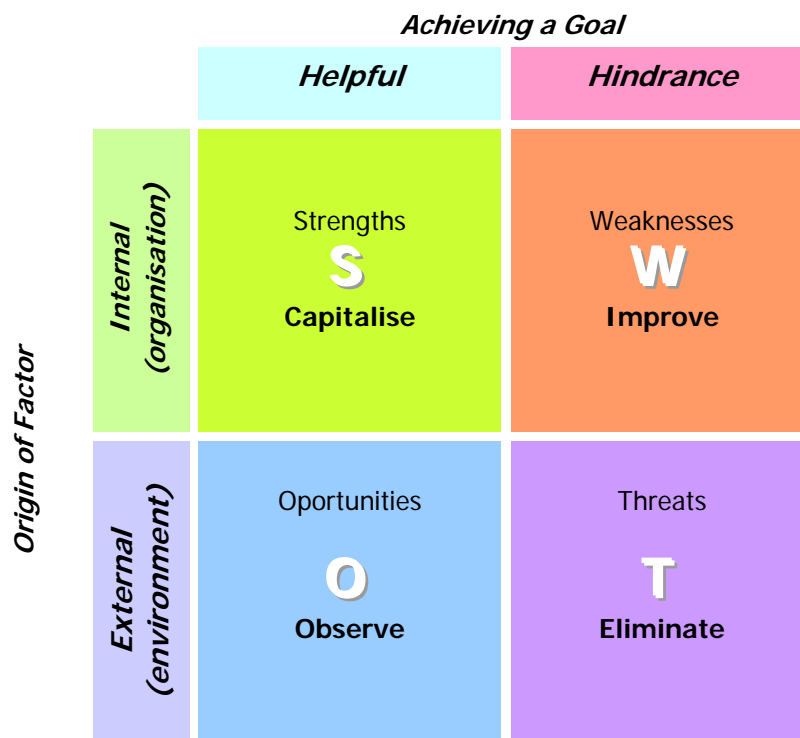 Achieving a Goal
Helpful
Hindrance
Origin of Factor
Internal
(organisation)
Strengths
S
Capitalise
Weaknesses
W
Improve
External
(environment)
Oportunities
O
Observe
Threats
T
Eliminate